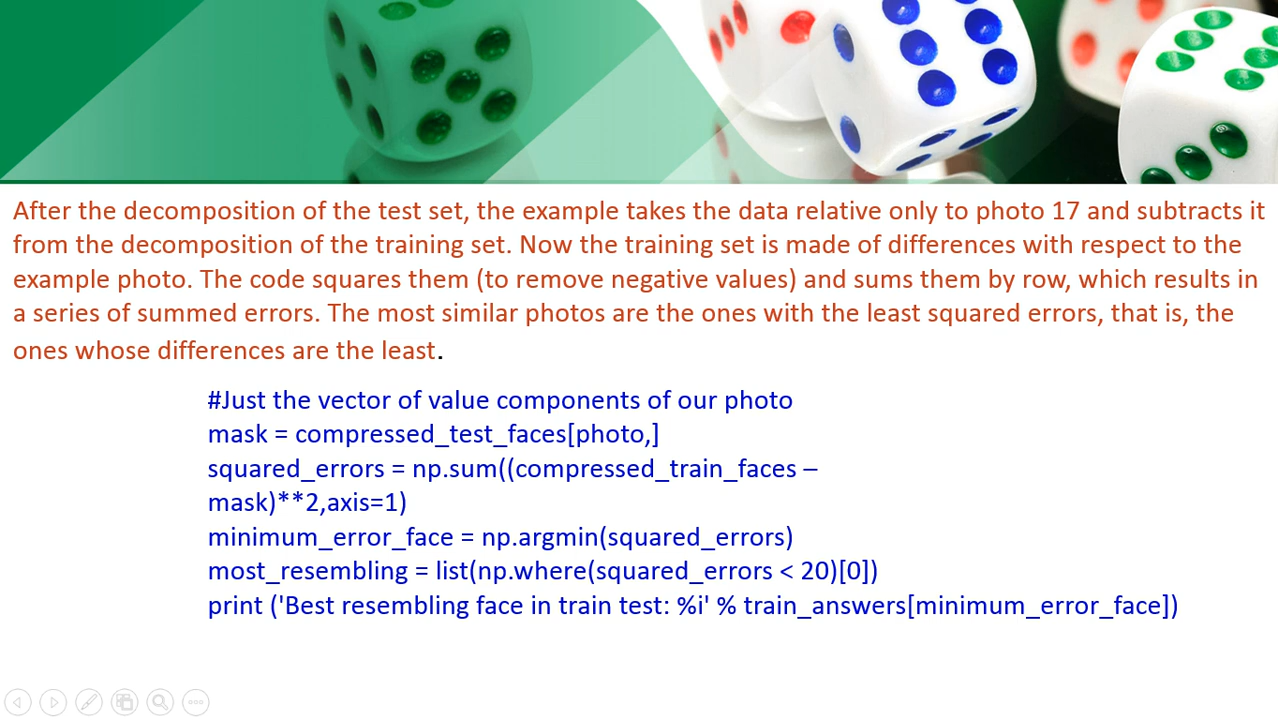 After the decomposition of the test set, the example takes the data relative only to photo 17 and subtracts it
from the decomposition of the training set. Now the training set is made of differences with respect to the
example photo. The code squares them (to remove negative values) and sums them by row, which results in
a series of summed errors. The most similar photos are the ones with the least squared errors, that is, the
ones whose differences are the least.
#Just the vector of value components of our photo
mask = compressed_test_faces[photo,]
squared_errors = np.sum((compressed_train_faces –
mask)**2,axis=1)
minimum_error_face = np.argmin(squared_errors)
most_resembling = list(np.where(squared_errors < 20)[0])
print ('Best resembling face in train test: %i' % train_answers[minimum_error_face])